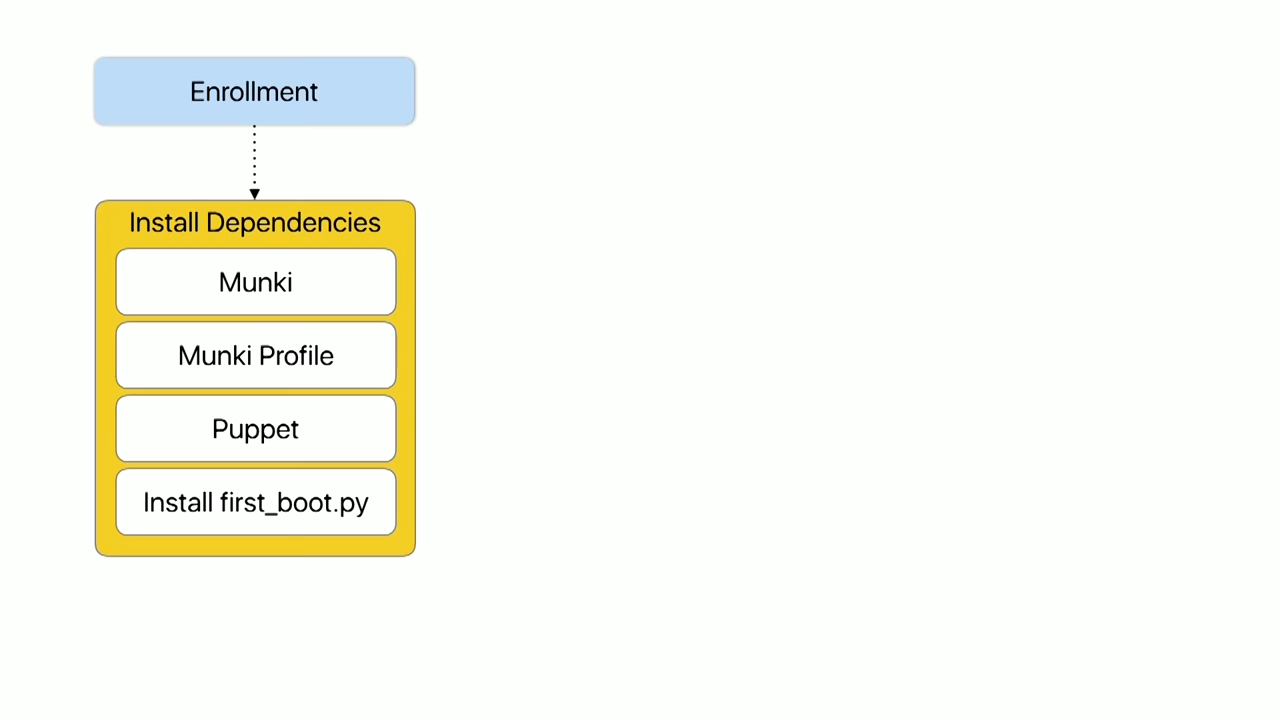 Enrollment
Install Dependencies
Munki
Munki Profile
Puppet
Install first_boot.py